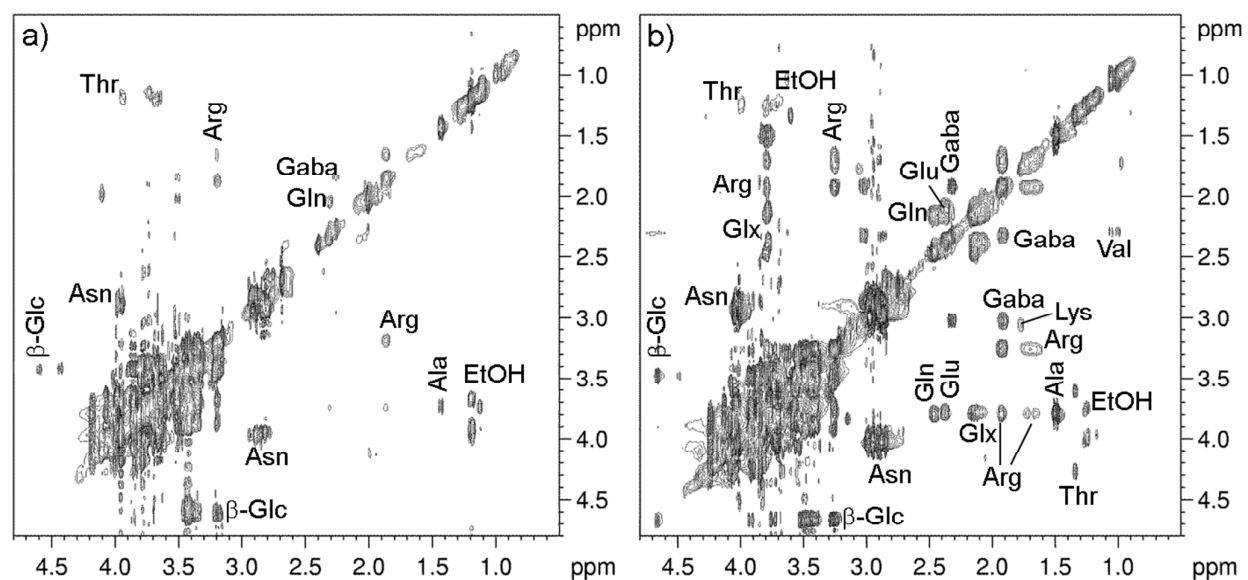 a)
ppm
Thr
1.0
Arg
1.5
Gaba
Gln
2.0
2.5
Asn
3.0
β-Glc
Arg
Ala
EtOH
3.5
4.0
Asn
β-Glc
4.5
4.5 4.0 3.5 3.0 2.5 2.0 1.5 1.0 ppm
b)
ppm
EtOH
Thr
1.0
Arg
Gaba
1.5
Glu
Arg
Gln
2.0
Glx
Gaba
Val
2.5
Asn
Gaba
Lys
3.0
β-Glc
Arg
Gln
Glu
Ala
3.5
EtOH
Glx
4.0
Asn
Arg
Thr
β-Glc
4.5
4.5 4.0 3.5 3.0 2.5 2.0 1.5 1.0 ppm